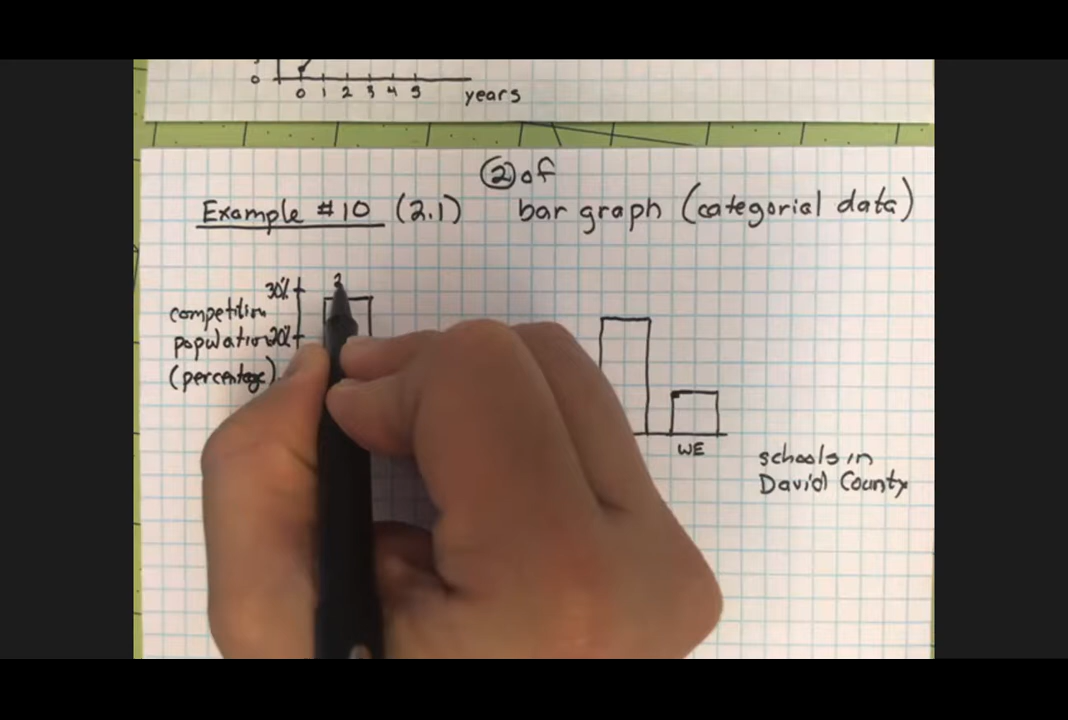 0
0 1 2 3 4 5 years
② of
Example #10 (2.1) bar graph (categorial data)
30%
competition
population 20%
(percentage)
WE
schools in
David County